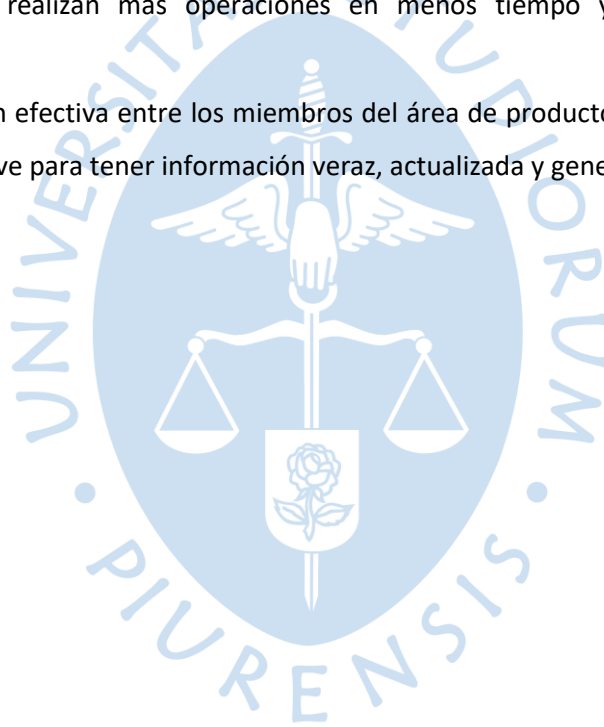 realizan más operaciones en menos tiempo y
n efectiva entre los miembros del área de producto
ve para tener información veraz, actualizada y gene
UNIVERSITAS STUDIORUM
PIURENSIS